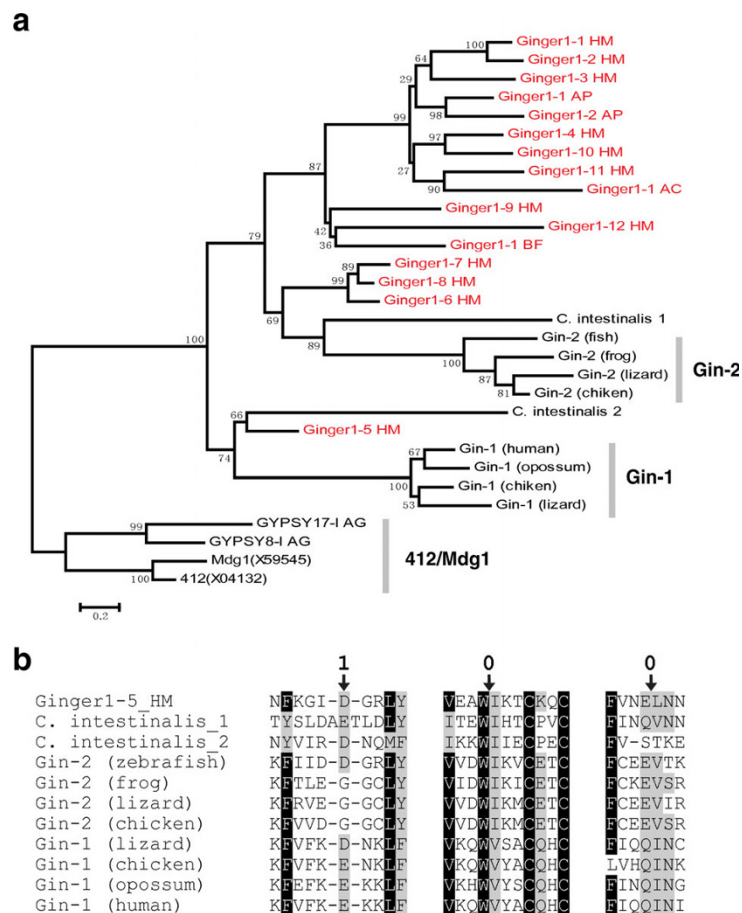 a
100
Ginger1-1 HM
64
Ginger1-2 HM
29
Ginger1-3 HM
Ginger1-1 AP
99
98
Ginger1-2 AP
97
Ginger1-4 HM
Ginger1-10 HM
87
27
Ginger1-11 HM
90
Ginger1-1 AC
Ginger1-9 HM
79
42
Ginger1-12 HM
36
Ginger1-1 BF
89
Ginger1-7 HM
99
Ginger1-8 HM
Ginger1-6 HM
69
C. intestinalis 1
100
89
Gin-2 (fish)
100
Gin-2 (frog)
87
Gin-2 (lizard)
81
Gin-2 (chiken)
Gin-2
66
C. intestinalis 2
Ginger1-5 HM
74
67
Gin-1 (human)
Gin-1 (opossum)
100
Gin-1 (chiken)
53
Gin-1 (lizard)
Gin-1
99
GYPSY17-I AG
GYPSY8-I AG
Mdg1(X59545)
100
412(X04132)
412/Mdg1
0.2
b
1 0 0
Ginger1-5_HM NFKGI-D-GRLY VEAWIKTCKQC FVNELNN
C. intestinalis_1 TYSLDAETLDLY ITEWIHTCPVC FINQVNN
C. intestinalis_2 NYVIR-D-NQMF IKKWIIECPEC FV-STKE
Gin-2 (zebrafish) KFIID-D-GRLY VVDWIKVCETC FCEEVTK
Gin-2 (frog) KFTLE-G-GCLY VIDWIKICETC FCKEVSR
Gin-2 (lizard) KFRVE-G-GCLY VVDWIKMCETC FCEEVIR
Gin-2 (chicken) KFVVD-G-GCLY VVDWIKMCETC FCEEVSR
Gin-1 (lizard) KFVFK-D-NKLF VKQWVSACQHC FVTQINC
Gin-1 (chicken) KFVFK-E-NKLF VKQWVYACQHC LVHQINK
Gin-1 (opossum) KFEFK-E-KKLF VKHWVYSCQHC FINQING
Gin-1 (human) KFVFK-E-KKLF VKQWVYACQHC FIQQINI